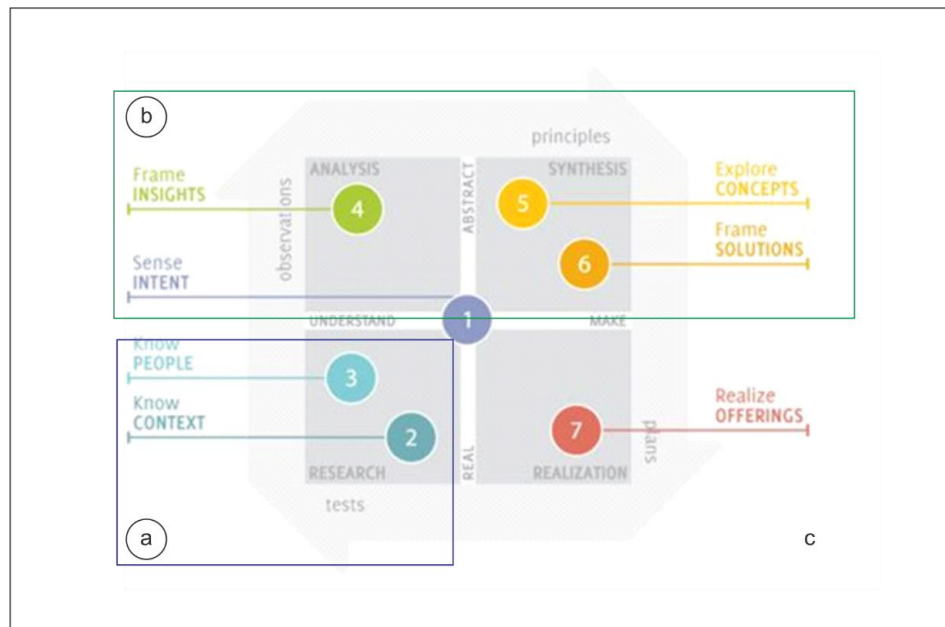 b
principles
Frame
INSIGHTS
ANALYSIS
ABSTRACT
SYNTHESIS
Explore
CONCEPTS
4
5
observations
Frame
SOLUTIONS
6
Sense
INTENT
UNDERSTAND
1
MAKE
Know
PEOPLE
3
Know
CONTEXT
2
7
Realize
OFFERINGS
plans
RESEARCH
REAL
REALIZATION
tests
a
c